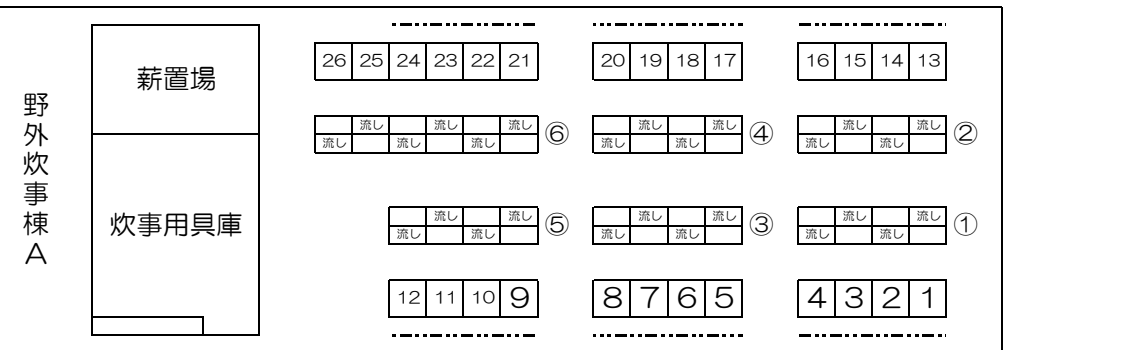 野外炊事棟A
薪置場
炊事用具庫
26 25 24 23 22 21
20 19 18 17
16 15 14 13
流し 流し 流し
流し 流し 流し
⑥
流し 流し
流し 流し
④
流し 流し
流し 流し
②
流し 流し
流し 流し
⑤
流し 流し
流し 流し
③
流し 流し
流し 流し
①
12 11 10 9
8 7 6 5
4 3 2 1